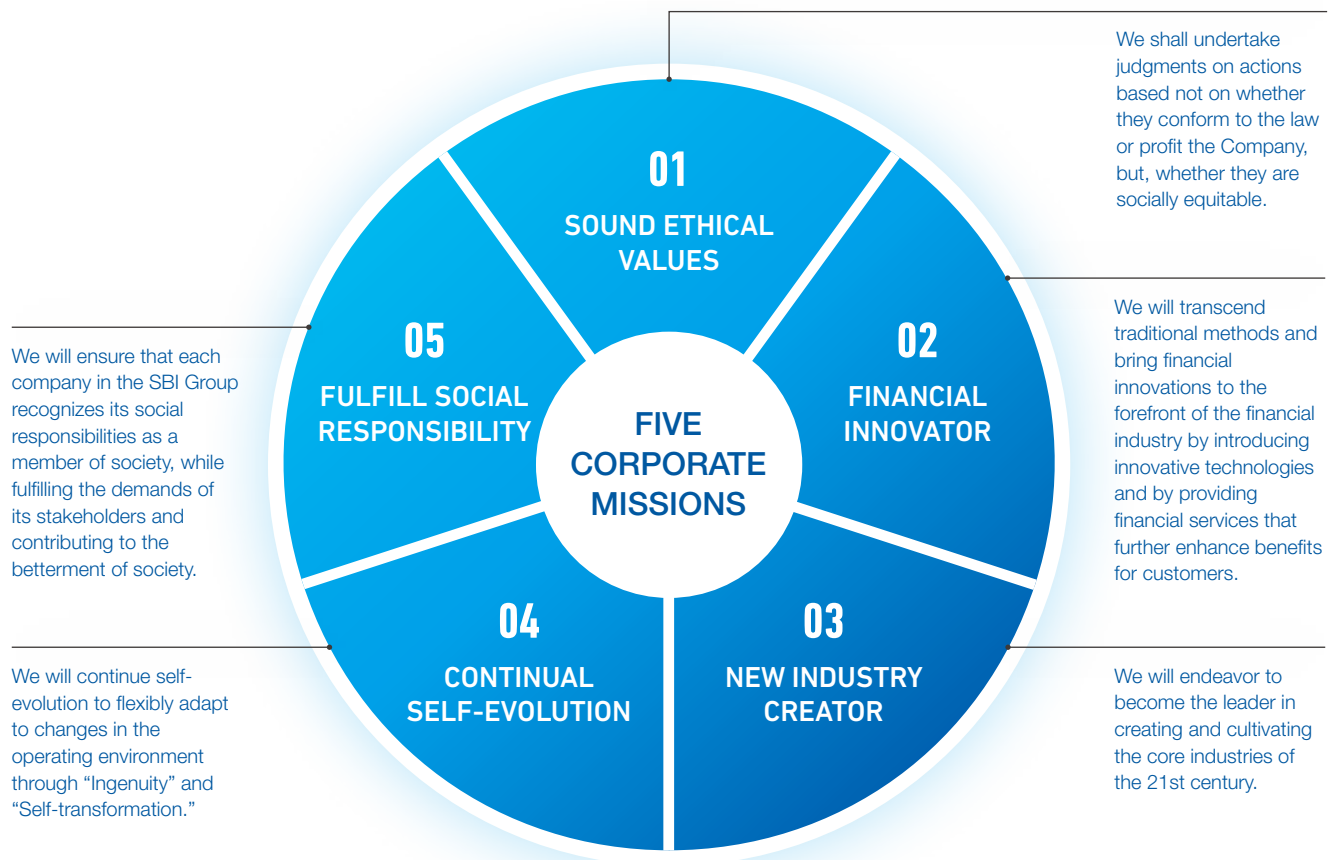 We shall undertake
judgments on actions
based not on whether
they conform to the law
or profit the Company,
but, whether they are
socially equitable.
01
SOUND ETHICAL
VALUES
We will transcend
traditional methods and
bring financial
innovations to the
forefront of the financial
industry by introducing
innovative technologies
and by providing
financial services that
further enhance benefits
for customers.
02
FINANCIAL
INNOVATOR
05
FULFILL SOCIAL
RESPONSIBILITY
We will ensure that each
company in the SBI Group
recognizes its social
responsibilities as a
member of society, while
fulfilling the demands of
its stakeholders and
contributing to the
betterment of society.
FIVE
CORPORATE
MISSIONS
04
CONTINUAL
SELF-EVOLUTION
03
NEW INDUSTRY
CREATOR
We will continue self-
evolution to flexibly adapt
to changes in the
operating environment
through “Ingenuity” and
“Self-transformation.”
We will endeavor to
become the leader in
creating and cultivating
the core industries of
the 21st century.